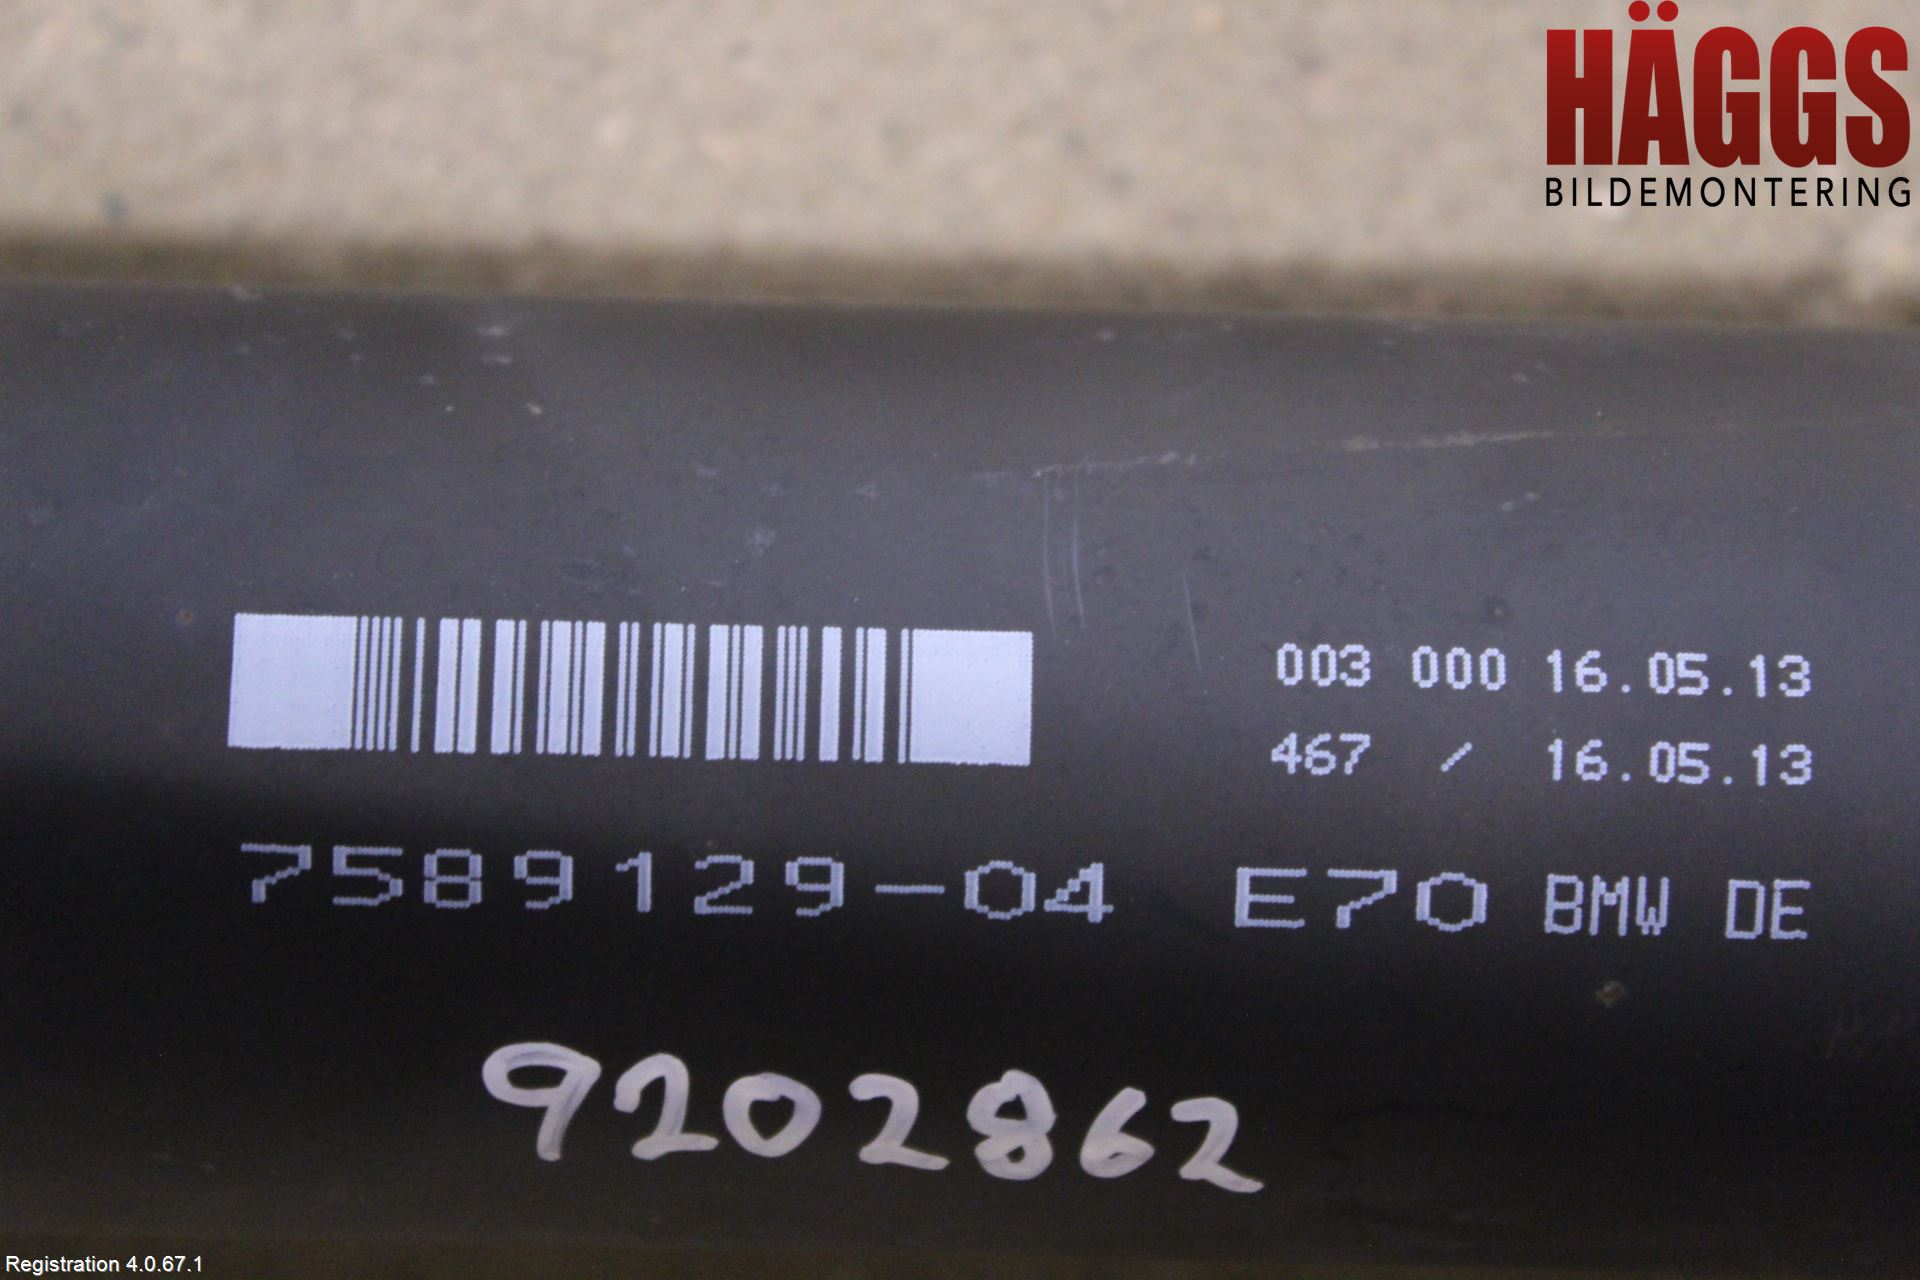 HÄGGS
BILDEMONTERING
003 000 16.05.13
467 / 16.05.13
7589129-04 E70 BMW DE
9202862
Registration 4.0.67.1